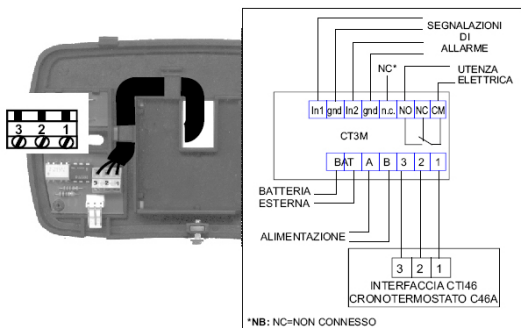 3 2 1
SEGNALAZIONI
DI
ALLARME
NC*
UTENZA
ELETTRICA
In1 gnd In2 gnd n.c. NO NC CM
CT3M
BAT A B 3 2 1
BATTERIA
ESTERNA
ALIMENTAZIONE
3 2 1
INTERFACCIA CTI46
CRONOTERMOSTATO C46A
*NB: NC=NON CONNESSO